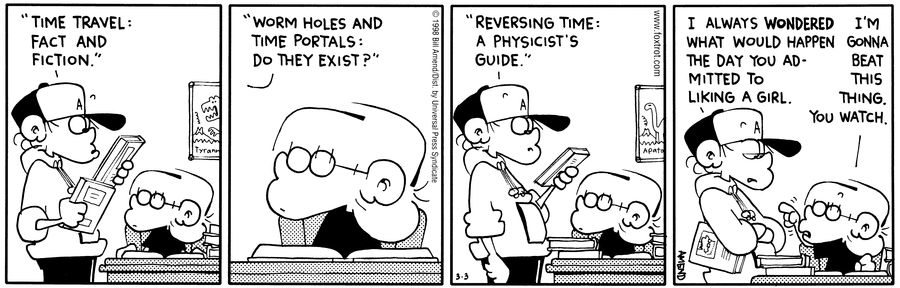 "TIME TRAVEL:
FACT AND
FICTION."
A
Tyrann
"WORM HOLES AND
TIME PORTALS:
DO THEY EXIST?"
© 1998 Bill Amend/Dist. by Universal Press Syndicate
"REVERSING TIME:
A PHYSICIST'S
GUIDE."
A
www.foxtrot.com
Apato
3-3
I ALWAYS WONDERED
WHAT WOULD HAPPEN
THE DAY YOU AD-
MITTED TO
LIKING A GIRL.
I'M
GONNA
BEAT
THIS
THING.
YOU WATCH.
A
AMEND